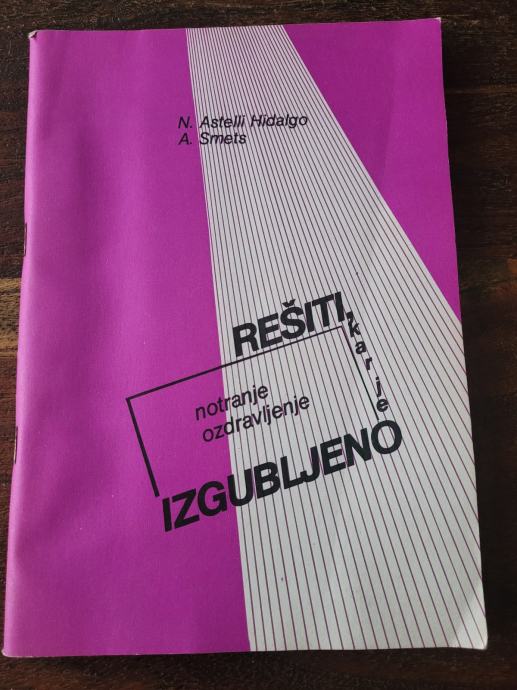 N. Astelli Hidalgo
A. Smets
REŠITI,
kar je
notranje
ozdravljenje
IZGUBLJENO